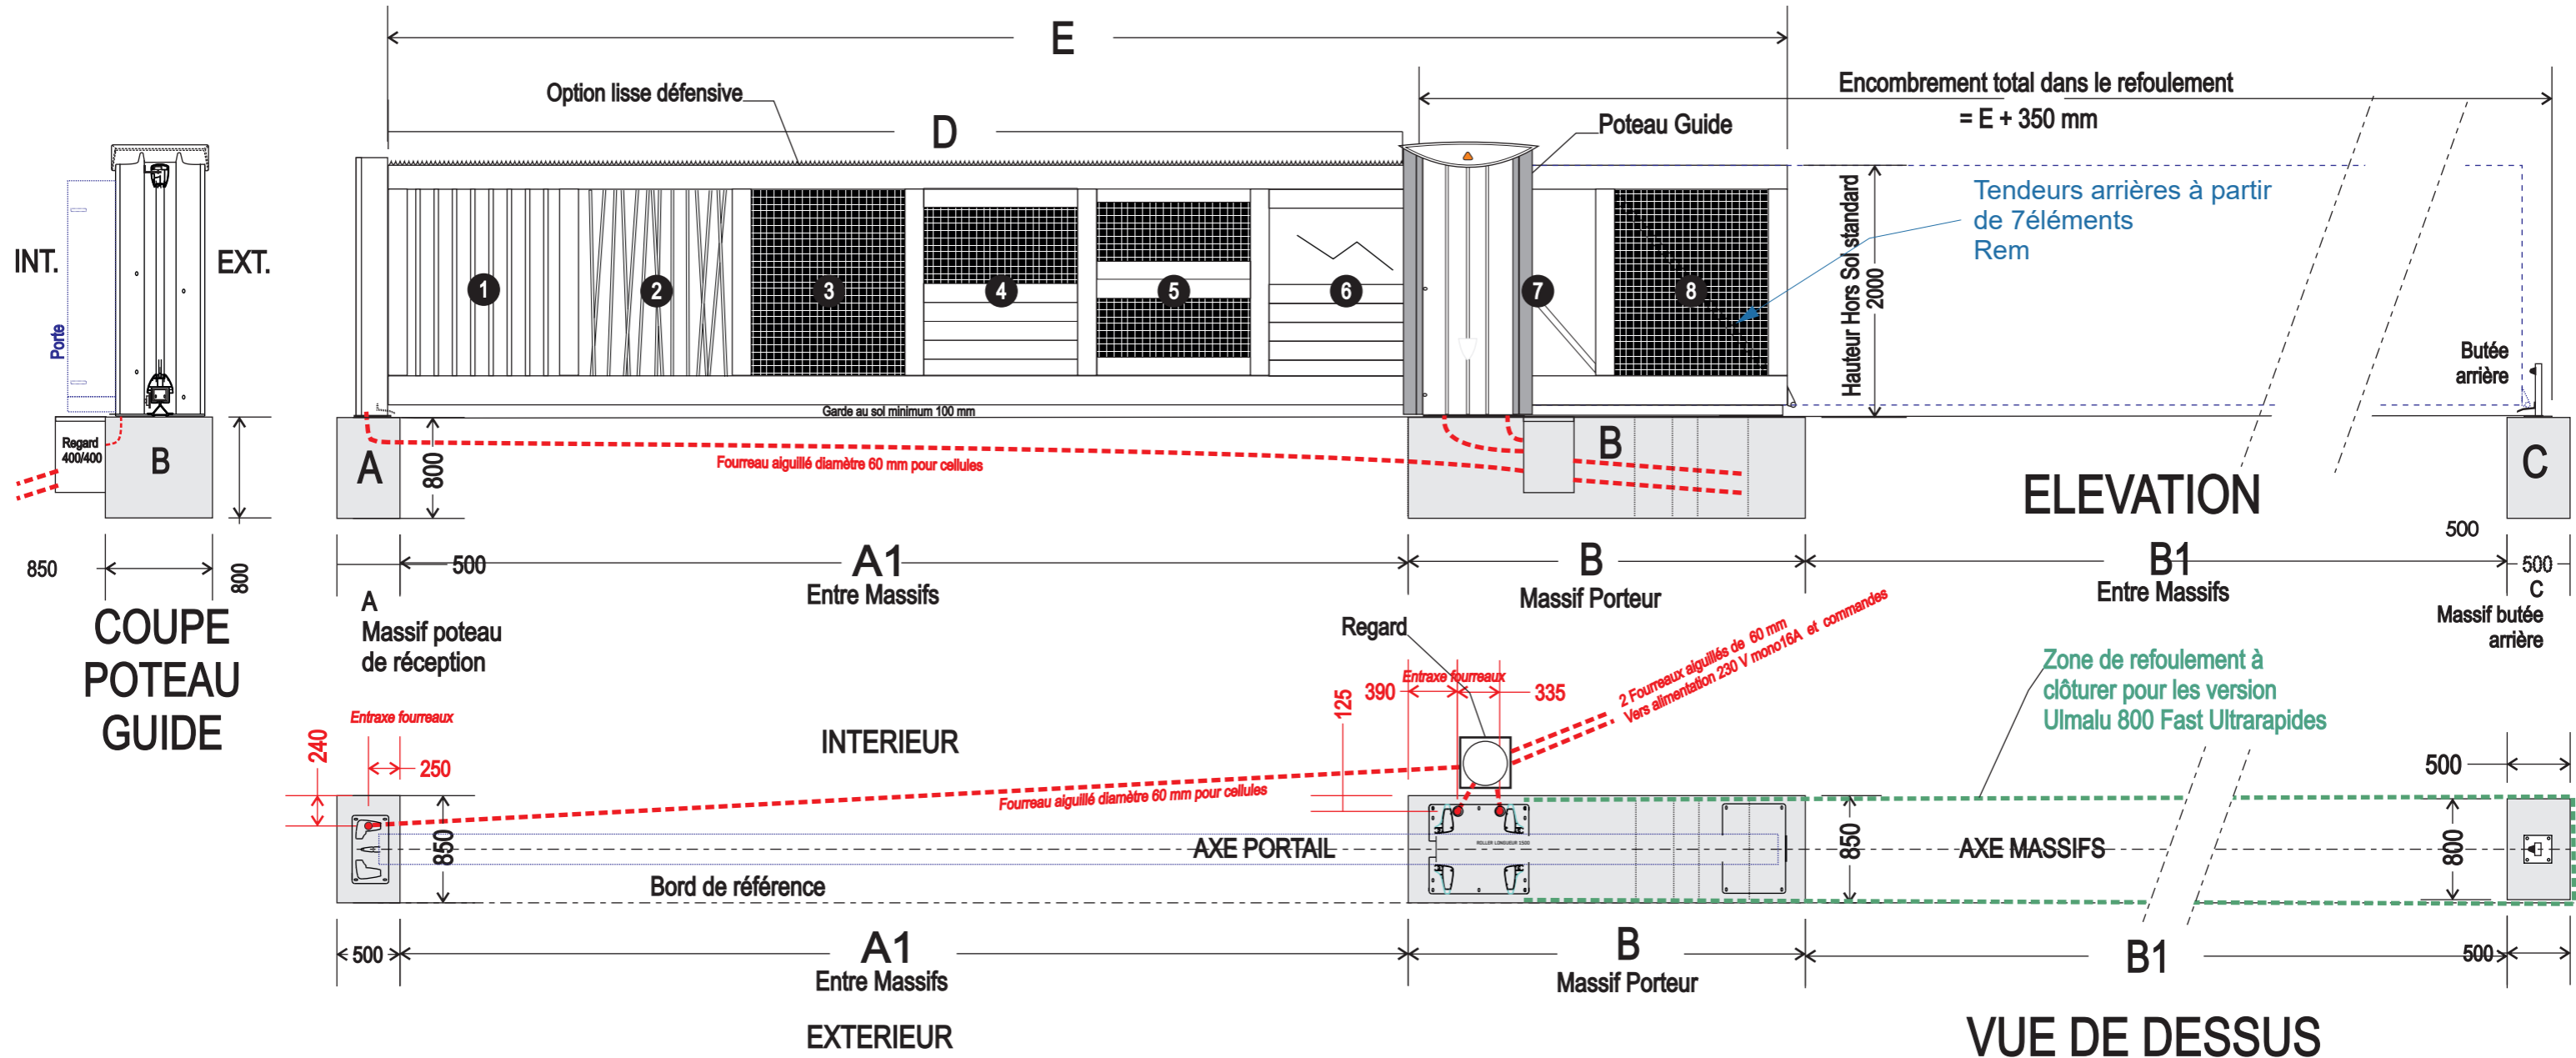 E
Encombrement total dans le refoulement
= E + 350 mm
Option lisse défensive
D
Poteau Guide
Tendeurs arrières à partir
de 7éléments
Rem
Hauteur Hors Sol standard
2000
INT.
EXT.
Porte
1
2
3
4
5
6
7
8
Butée
arrière
Garde au sol minimum 100 mm
Regard
400/400
B
A
800
Fourreau aiguillé diamètre 60 mm pour cellules
B
C
ELEVATION
850
800
500
A1
Entre Massifs
B
Massif Porteur
B1
Entre Massifs
500
500
C
Massif butée
arrière
COUPE
POTEAU
GUIDE
A
Massif poteau
de réception
Regard
2 Fourreaux aiguillés de 60 mm
Vers alimentation 230 V mono16A et commandes
Zone de refoulement à
clôturer pour les version
Ulmalu 800 Fast Ultrarapides
Entraxe fourreaux
390
335
125
Entraxe fourreaux
240
250
INTERIEUR
Fourreau aiguillé diamètre 60 mm pour cellules
500
850
AXE PORTAIL
ROLLER LONGUEUR 1500
850
AXE MASSIFS
800
Bord de référence
500
A1
Entre Massifs
B
Massif Porteur
B1
500
EXTERIEUR
VUE DE DESSUS